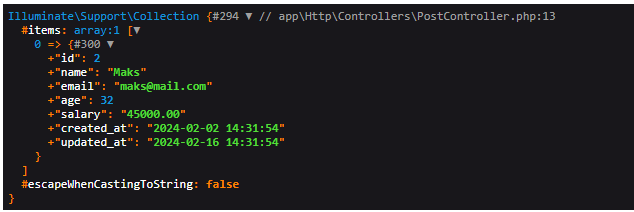 Illuminate\Support\Collection {#294 ▼ // app\Http\Controllers\PostController.php:13
  #items: array:1 [▼
    0 => {#300 ▼
      +"id": 2
      +"name": "Maks"
      +"email": "maks@mail.com"
      +"age": 32
      +"salary": "45000.00"
      +"created_at": "2024-02-02 14:31:54"
      +"updated_at": "2024-02-16 14:31:54"
    }
  ]
  #escapeWhenCastingToString: false
}